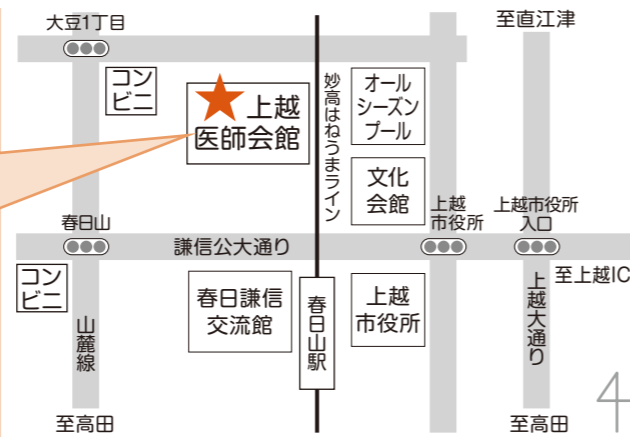 大豆1丁目
至直江津
コン
ビニ
上越
医師会館
妙高はねうまライン
オール
シーズン
プール
文化
会館
春日山
謙信公大通り
上越
市役所
上越市役所
入口
コン
ビニ
山麓線
春日謙信
交流館
春日山駅
上越
市役所
上越大通り
至上越IC
至高田
至高田
4